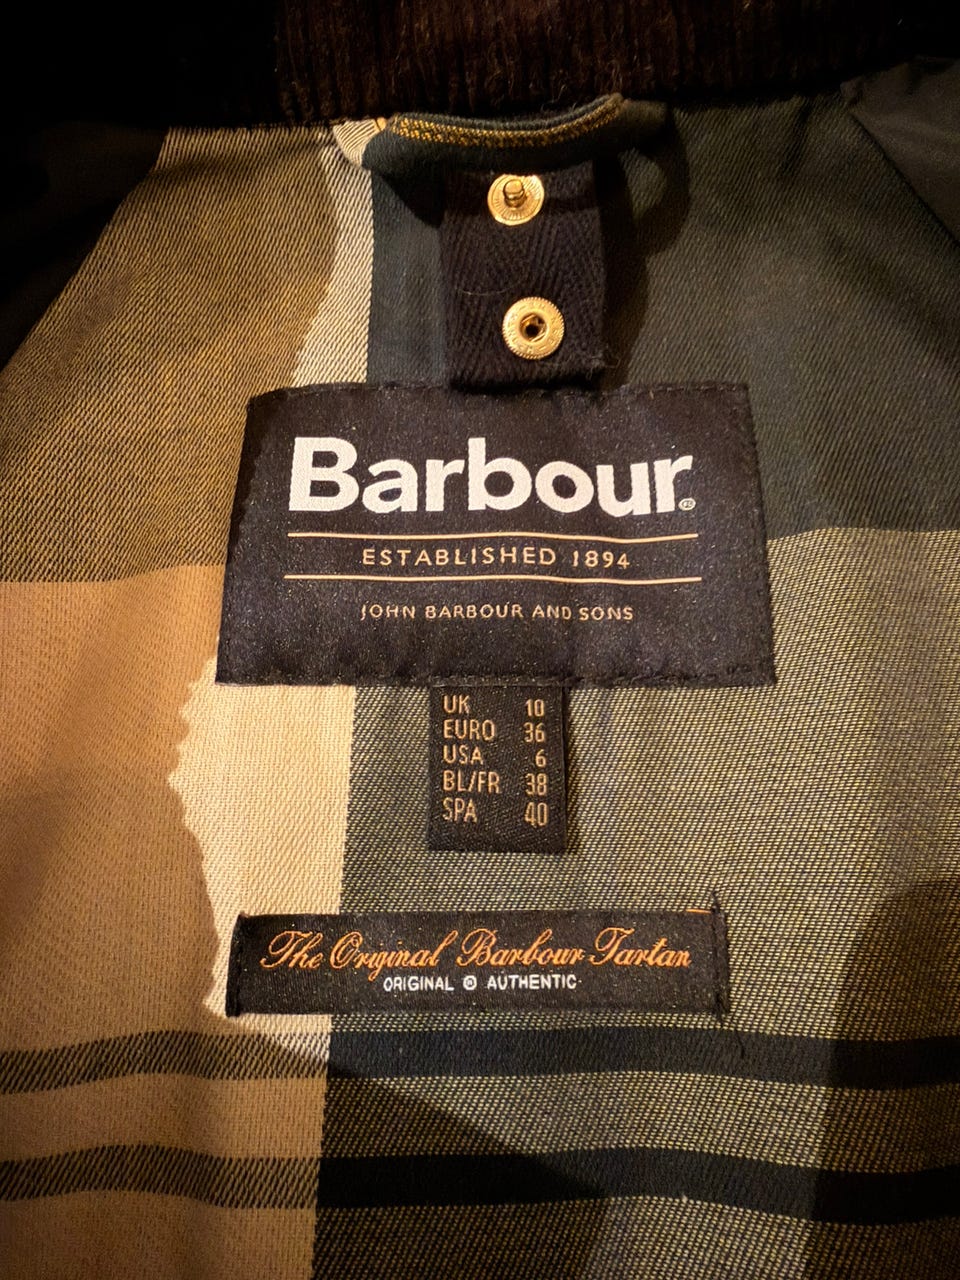 Barbour®
ESTABLISHED 1894
JOHN BARBOUR AND SONS
UK 10
EURO 36
USA 6
BL/FR 38
SPA 40
The Original Barbour Tartan
ORIGINAL ® AUTHENTIC